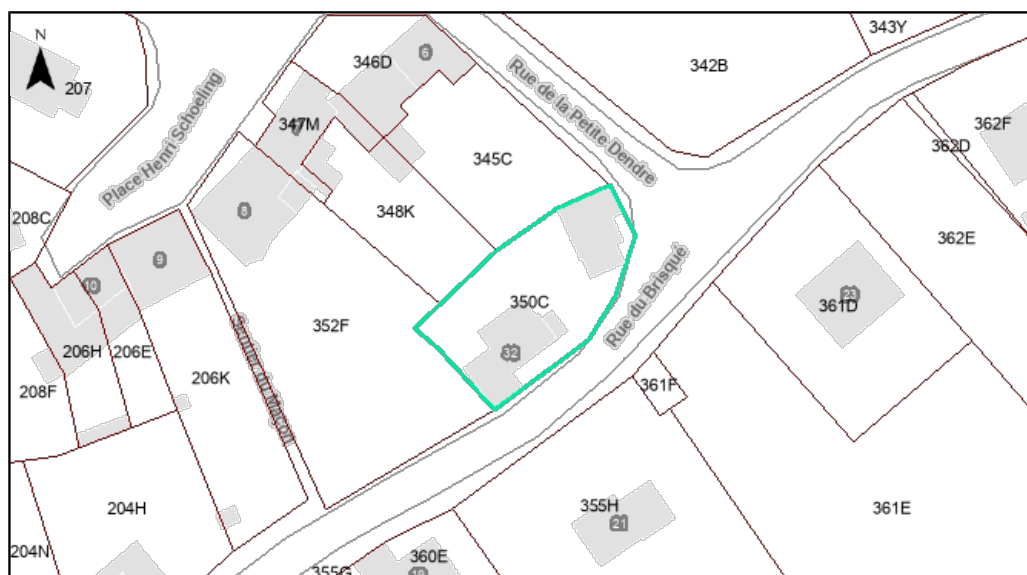 343Y
N
346D
6
342B
207
Place Henri Schoeling
Rue de la Petite Dendre
347M
362F
362D
345C
208C
8
348K
362E
9
10
350C
Rue du Brisqué
23
361D
352F
206H
206E
32
208F
206K
361F
204H
355H
21
361E
204N
360E
355G